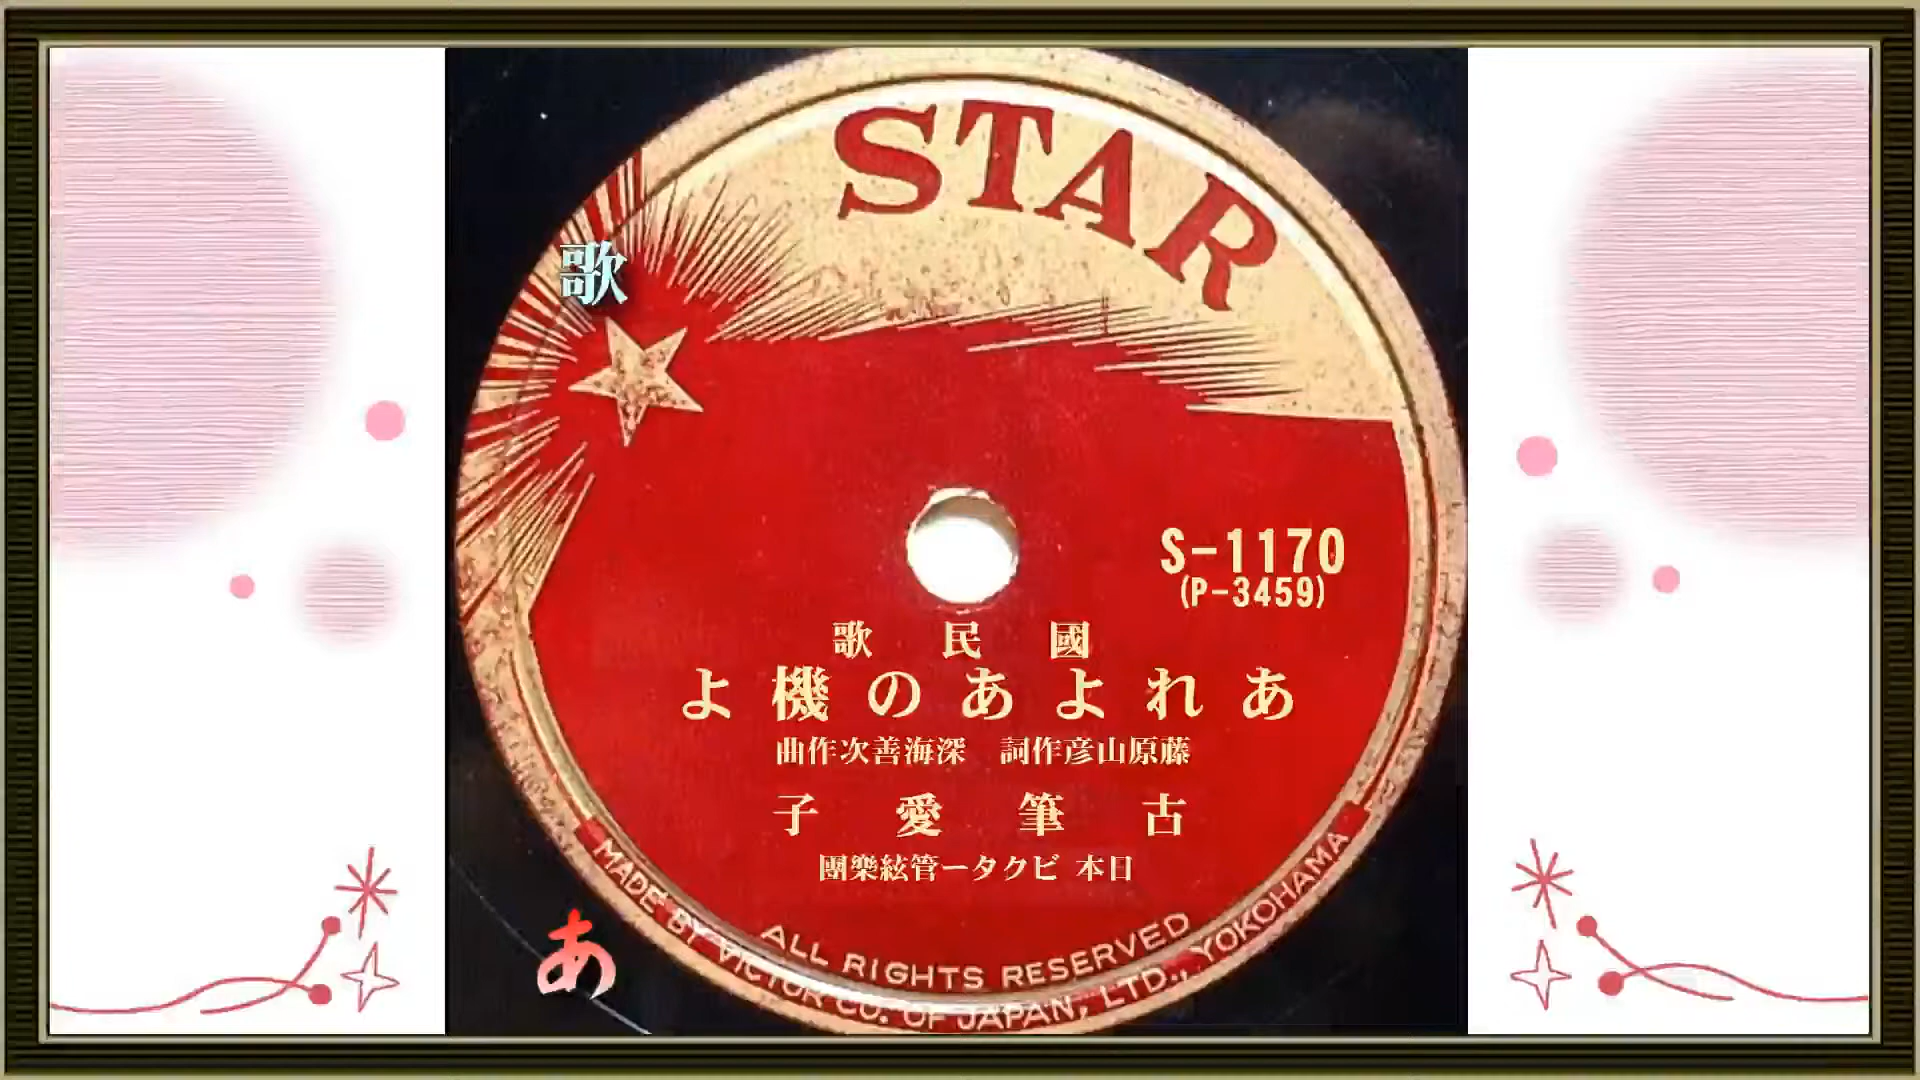 STAR
歌
S-1170
(P-3459)
國民歌
あれよあの機よ
藤原山彦作詞 深海善次作曲
古筆愛子
日本 ビクター管絃樂團
ALL RIGHTS RESERVED
MADE BY VICTOR CO. OF JAPAN, LTD., YOKOHAMA
あ